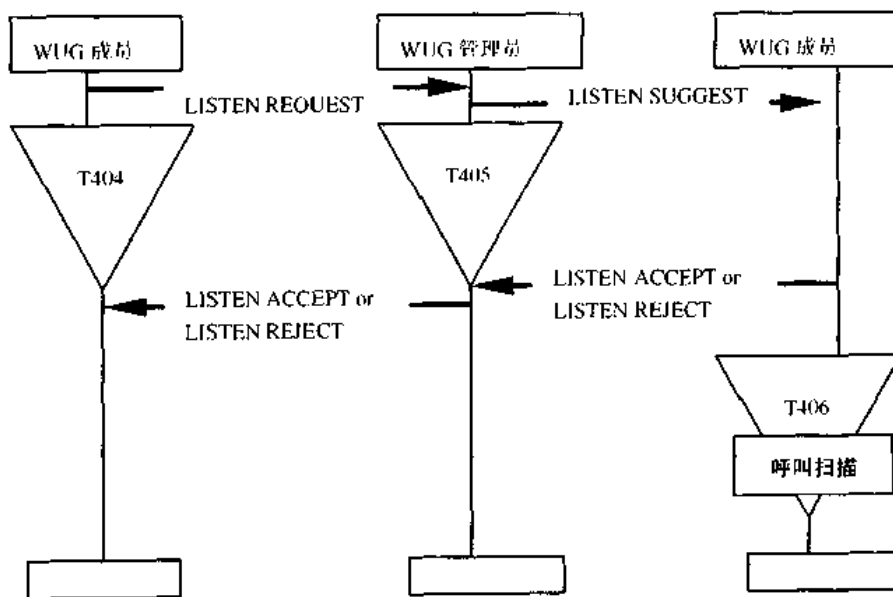 WUG 成员
WUG 管理员
WUG 成员
LISTEN REQUEST
LISTEN SUGGEST
T404
T405
LISTEN ACCEPT or
LISTEN REJECT
LISTEN ACCEPT or
LISTEN REJECT
T406
呼叫扫描